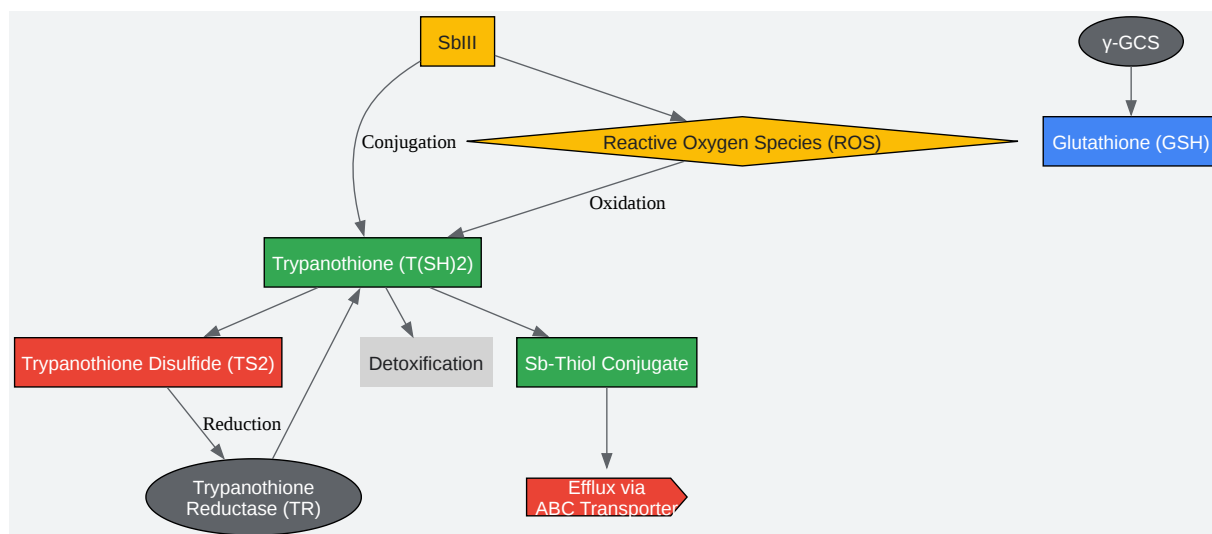 SbIII
γ-GCS
Conjugation
Reactive Oxygen Species (ROS)
Glutathione (GSH)
Oxidation
Trypanothione (T(SH)2)
Trypanothione Disulfide (TS2)
Detoxification
Sb-Thiol Conjugate
Reduction
Trypanothione
Reductase (TR)
Efflux via
ABC Transporter